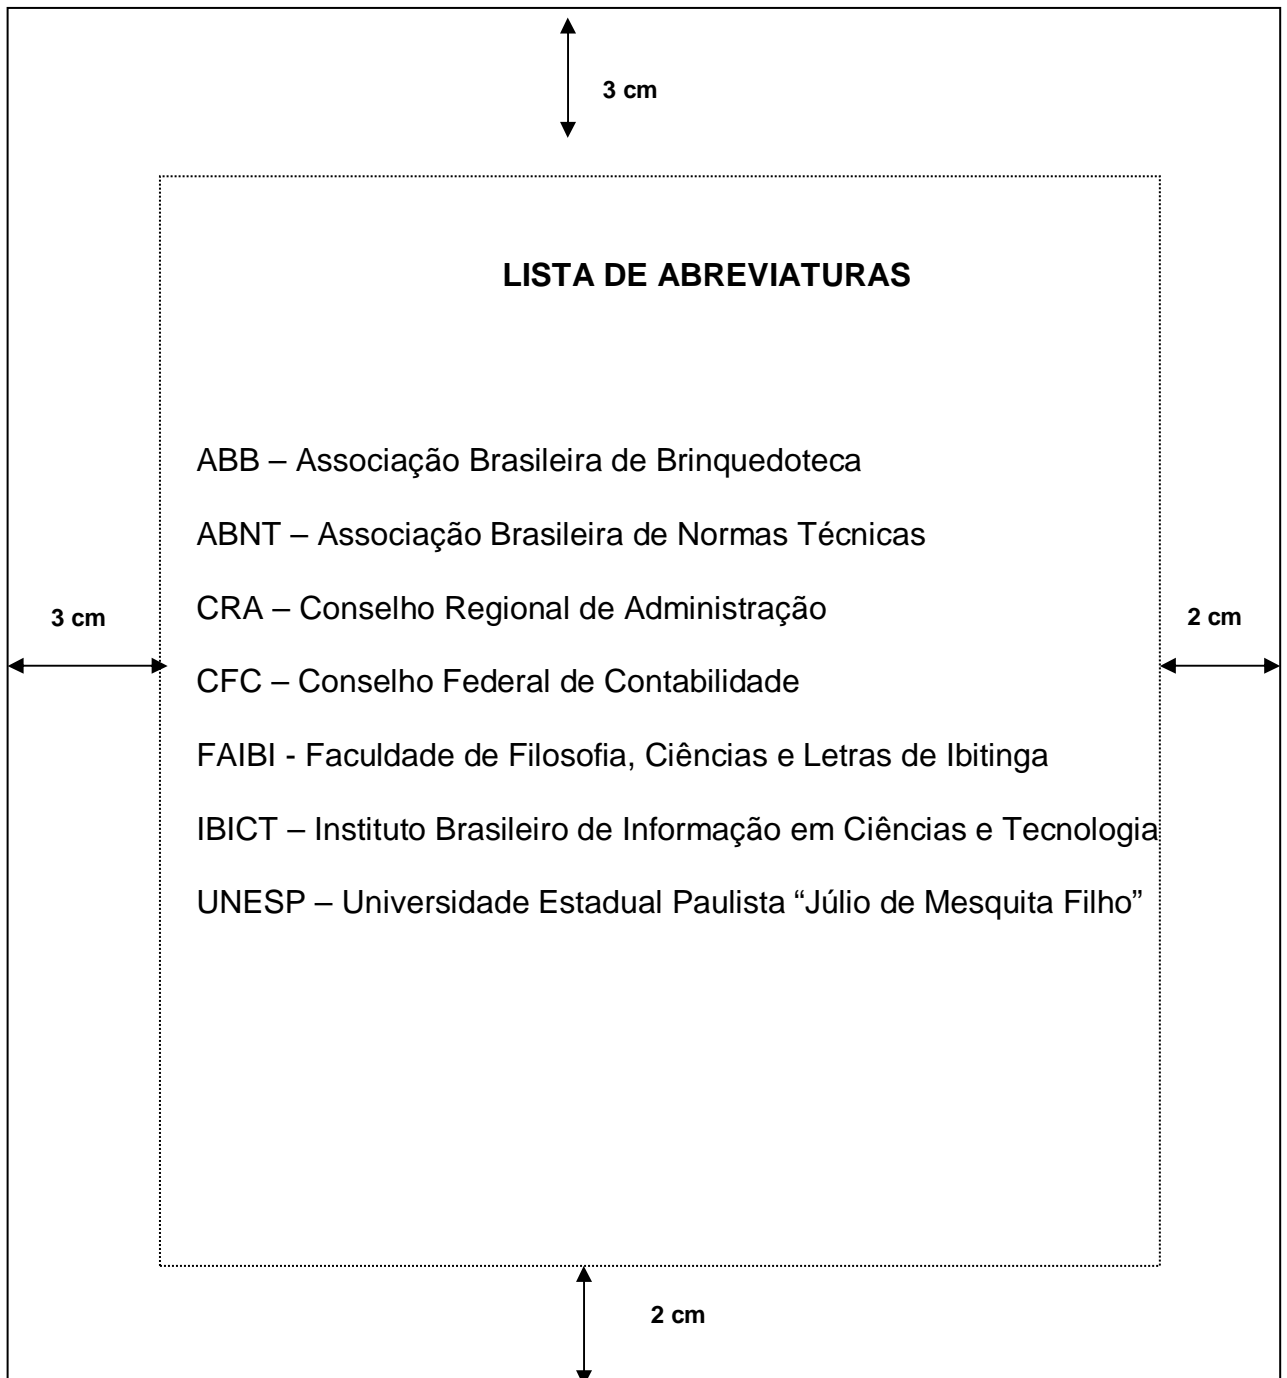 3 cm
LISTA DE ABREVIATURAS
ABB – Associação Brasileira de Brinquedoteca
ABNT – Associação Brasileira de Normas Técnicas
CRA – Conselho Regional de Administração
3 cm
2 cm
CFC – Conselho Federal de Contabilidade
FAIBI - Faculdade de Filosofia, Ciências e Letras de Ibitinga
IBICT – Instituto Brasileiro de Informação em Ciências e Tecnologia
UNESP – Universidade Estadual Paulista “Júlio de Mesquita Filho”
2 cm